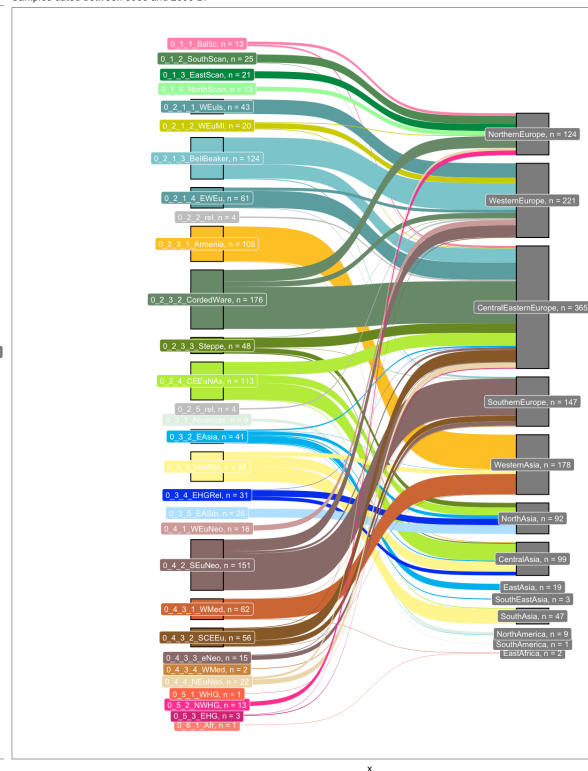 0_1_1_Baltic, n = 13
0_1_2_SouthScan, n = 25
0_1_3_EastScan, n = 21
0_1_6_NorthScan, n = 13
0_2_1_1_WEuIs, n = 43
0_2_1_2_WEuMl, n = 20
0_2_1_3_BellBeaker, n = 124
0_2_1_4_EWEu, n = 61
0_2_2_rel, n = 4
0_2_3_1_Armenia, n = 105
0_2_3_2_CordedWare, n = 176
0_2_3_3_Steppe, n = 48
0_2_4_CEEuNAs, n = 113
0_2_5_rel, n = 4
0_3_2_EAsia, n = 41
0_3_4_EHGRel, n = 31
0_3_5_EASib, n = 26
0_4_1_WEuNeo, n = 16
0_4_2_SEuNeo, n = 151
0_4_3_1_WMed, n = 62
0_4_3_2_SCEEu, n = 56
0_4_3_3_eNeo, n = 15
0_4_3_4_WMed, n = 2
0_4_4_NEuNeo, n = 22
0_5_1_WHG, n = 1
0_5_2_NWHG, n = 13
0_5_3_EHG, n = 3
0_6_1_Afr, n = 1
NorthernEurope, n = 124
WesternEurope, n = 221
CentralEasternEurope, n = 365
SouthernEurope, n = 147
WesternAsia, n = 178
NorthAsia, n = 92
CentralAsia, n = 99
EastAsia, n = 19
SouthEastAsia, n = 3
SouthAsia, n = 47
NorthAmerica, n = 9
SouthAmerica, n = 1
EastAfrica, n = 2
x